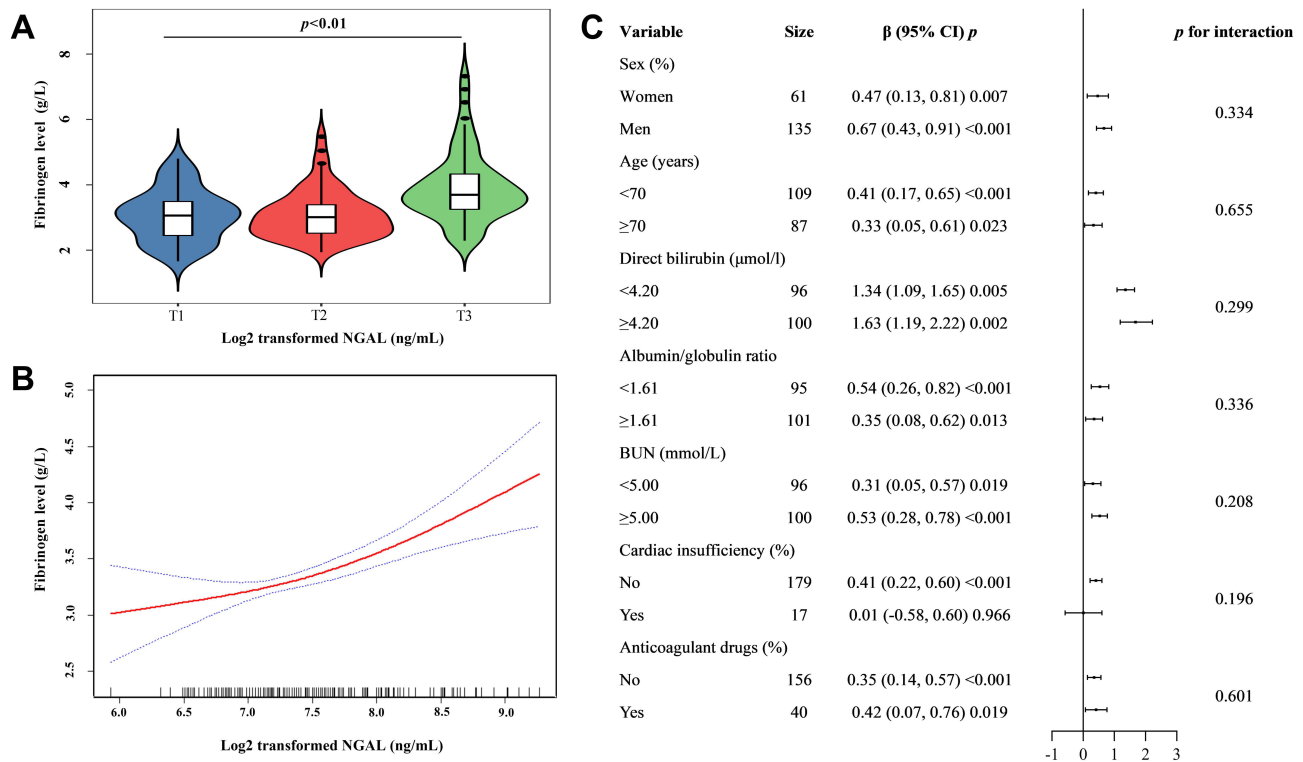 A
p<0.01
Fibrinogen level (g/L)
8
6
4
2
T1 T2 T3
Log2 transformed NGAL (ng/mL)
B
Fibrinogen level (g/L)
5.0
4.5
4.0
3.5
3.0
2.5
6.0 6.5 7.0 7.5 8.0 8.5 9.0
Log2 transformed NGAL (ng/mL)
C
Variable Size β (95% CI) p p for interaction
Sex (%)
Women 61 0.47 (0.13, 0.81) 0.007
0.334
Men 135 0.67 (0.43, 0.91) <0.001
Age (years)
<70 109 0.41 (0.17, 0.65) <0.001
0.655
≥70 87 0.33 (0.05, 0.61) 0.023
Direct bilirubin (μmol/l)
<4.20 96 1.34 (1.09, 1.65) 0.005
0.299
≥4.20 100 1.63 (1.19, 2.22) 0.002
Albumin/globulin ratio
<1.61 95 0.54 (0.26, 0.82) <0.001
0.336
≥1.61 101 0.35 (0.08, 0.62) 0.013
BUN (mmol/L)
<5.00 96 0.31 (0.05, 0.57) 0.019
0.208
≥5.00 100 0.53 (0.28, 0.78) <0.001
Cardiac insufficiency (%)
No 179 0.41 (0.22, 0.60) <0.001
0.196
Yes 17 0.01 (-0.58, 0.60) 0.966
Anticoagulant drugs (%)
No 156 0.35 (0.14, 0.57) <0.001
0.601
Yes 40 0.42 (0.07, 0.76) 0.019
-1 0 1 2 3